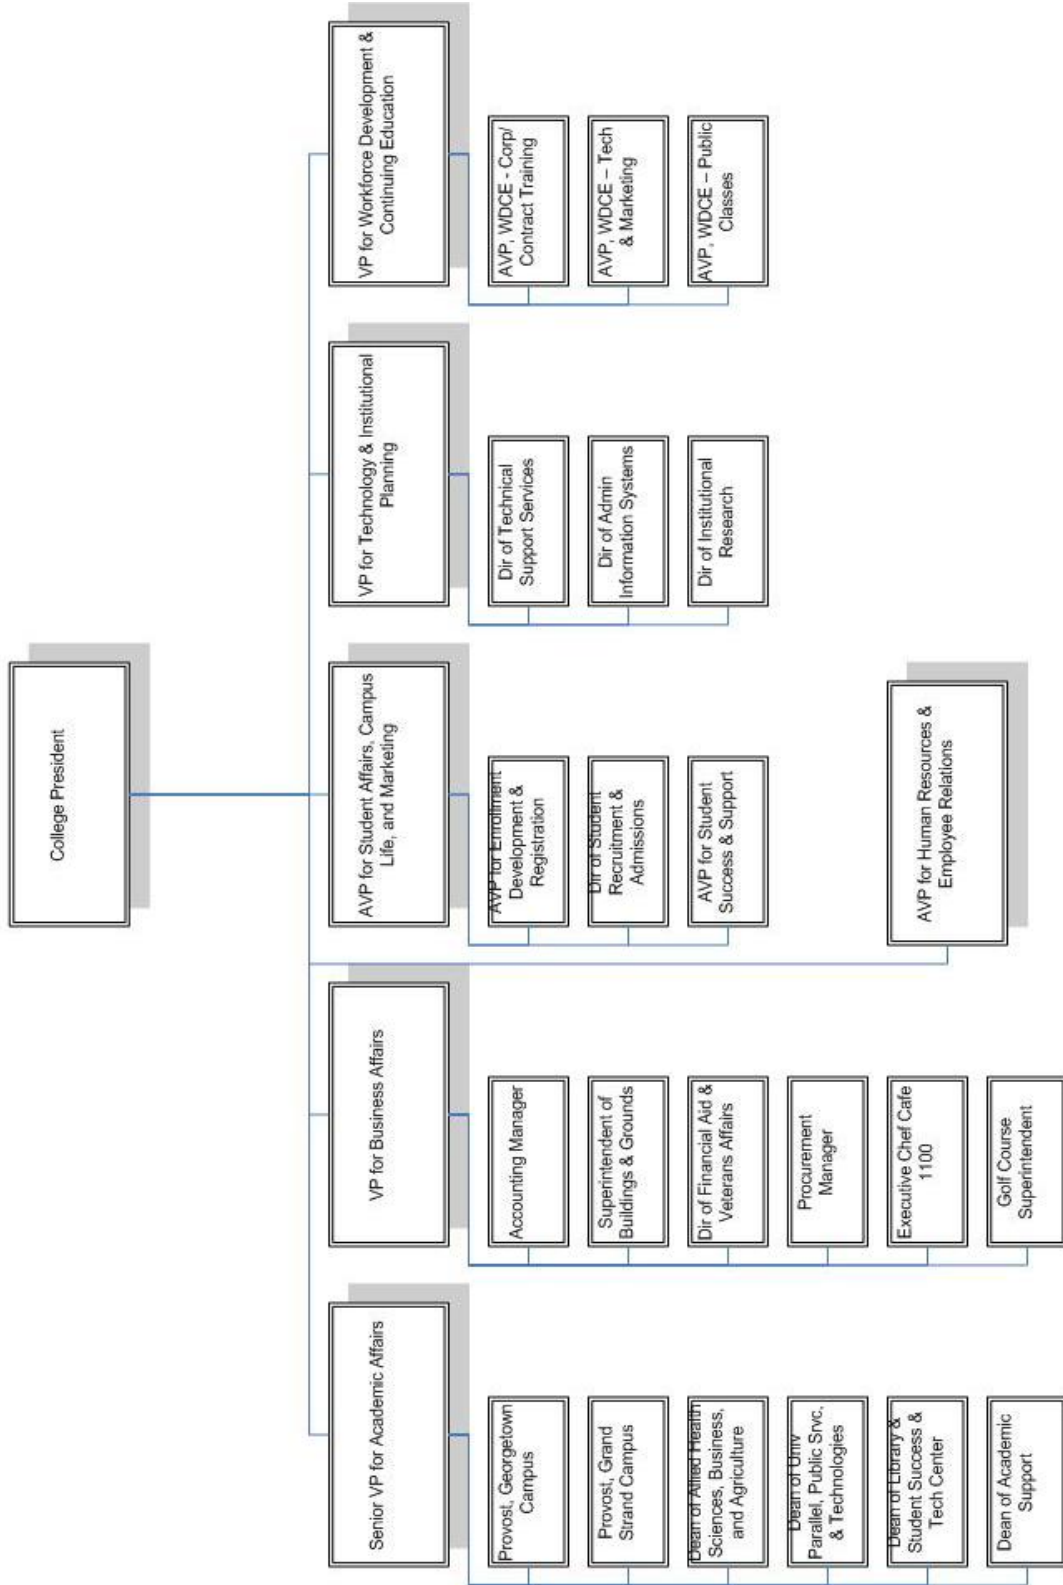 College President
Senior VP for Academic Affairs
Provost, Georgetown
Campus
Provost, Grand
Strand Campus
Dean of Allied Health
Sciences, Business,
and Agriculture
Dean of Univ
Parallel, Public Srvc,
& Technologies
Dean of Library &
Student Success &
Tech Center
Dean of Academic
Support
VP for Business Affairs
Accounting Manager
Superintendent of
Buildings & Grounds
Dir of Financial Aid &
Veterans Affairs
Procurement
Manager
Executive Chef Cafe
1100
Golf Course
Superintendent
AVP for Student Affairs, Campus
Life, and Marketing
AVP for Enrollment
Development &
Registration
Dir of Student
Recruitment &
Admissions
AVP for Student
Success & Support
AVP for Human Resources &
Employee Relations
VP for Technology & Institutional
Planning
Dir of Technical
Support Services
Dir of Admin
Information Systems
Dir of Institutional
Research
VP for Workforce Development &
Continuing Education
AVP, WDCE - Corp/
Contract Training
AVP, WDCE – Tech
& Marketing
AVP, WDCE – Public
Classes